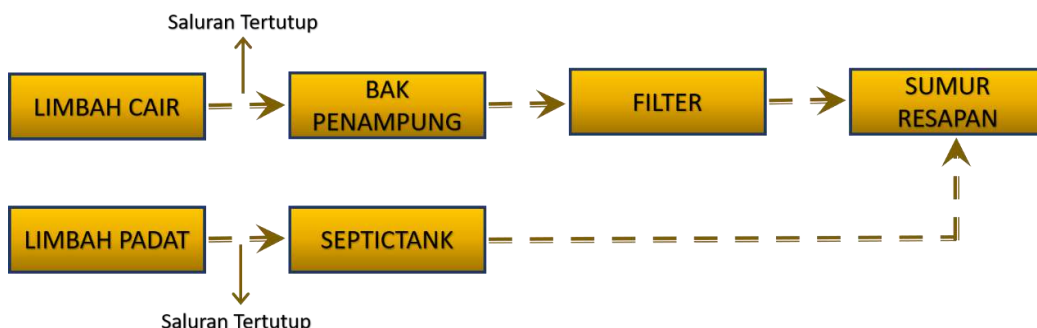 Saluran Tertutup
LIMBAH CAIR
BAK
PENAMPUNG
FILTER
SUMUR
RESAPAN
LIMBAH PADAT
SEPTICTANK
Saluran Tertutup